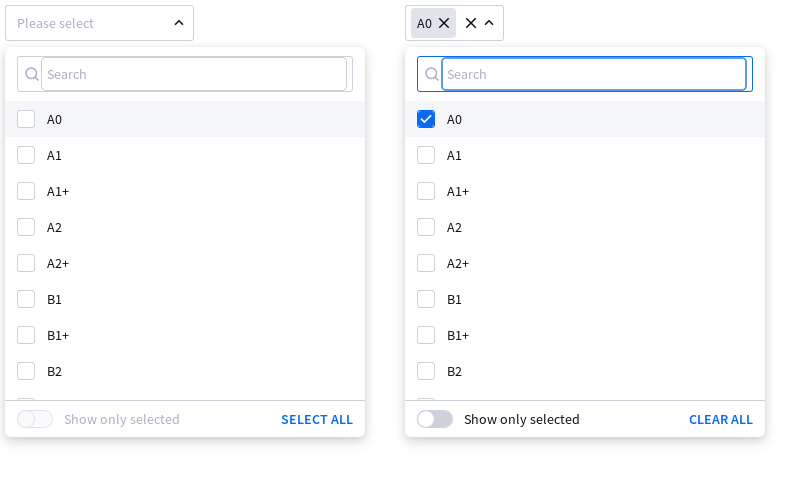 Please select
Search
A0
A1
A1+
A2
A2+
B1
B1+
B2
Show only selected
SELECT ALL
A0
Search
A0
A1
A1+
A2
A2+
B1
B1+
B2
Show only selected
CLEAR ALL